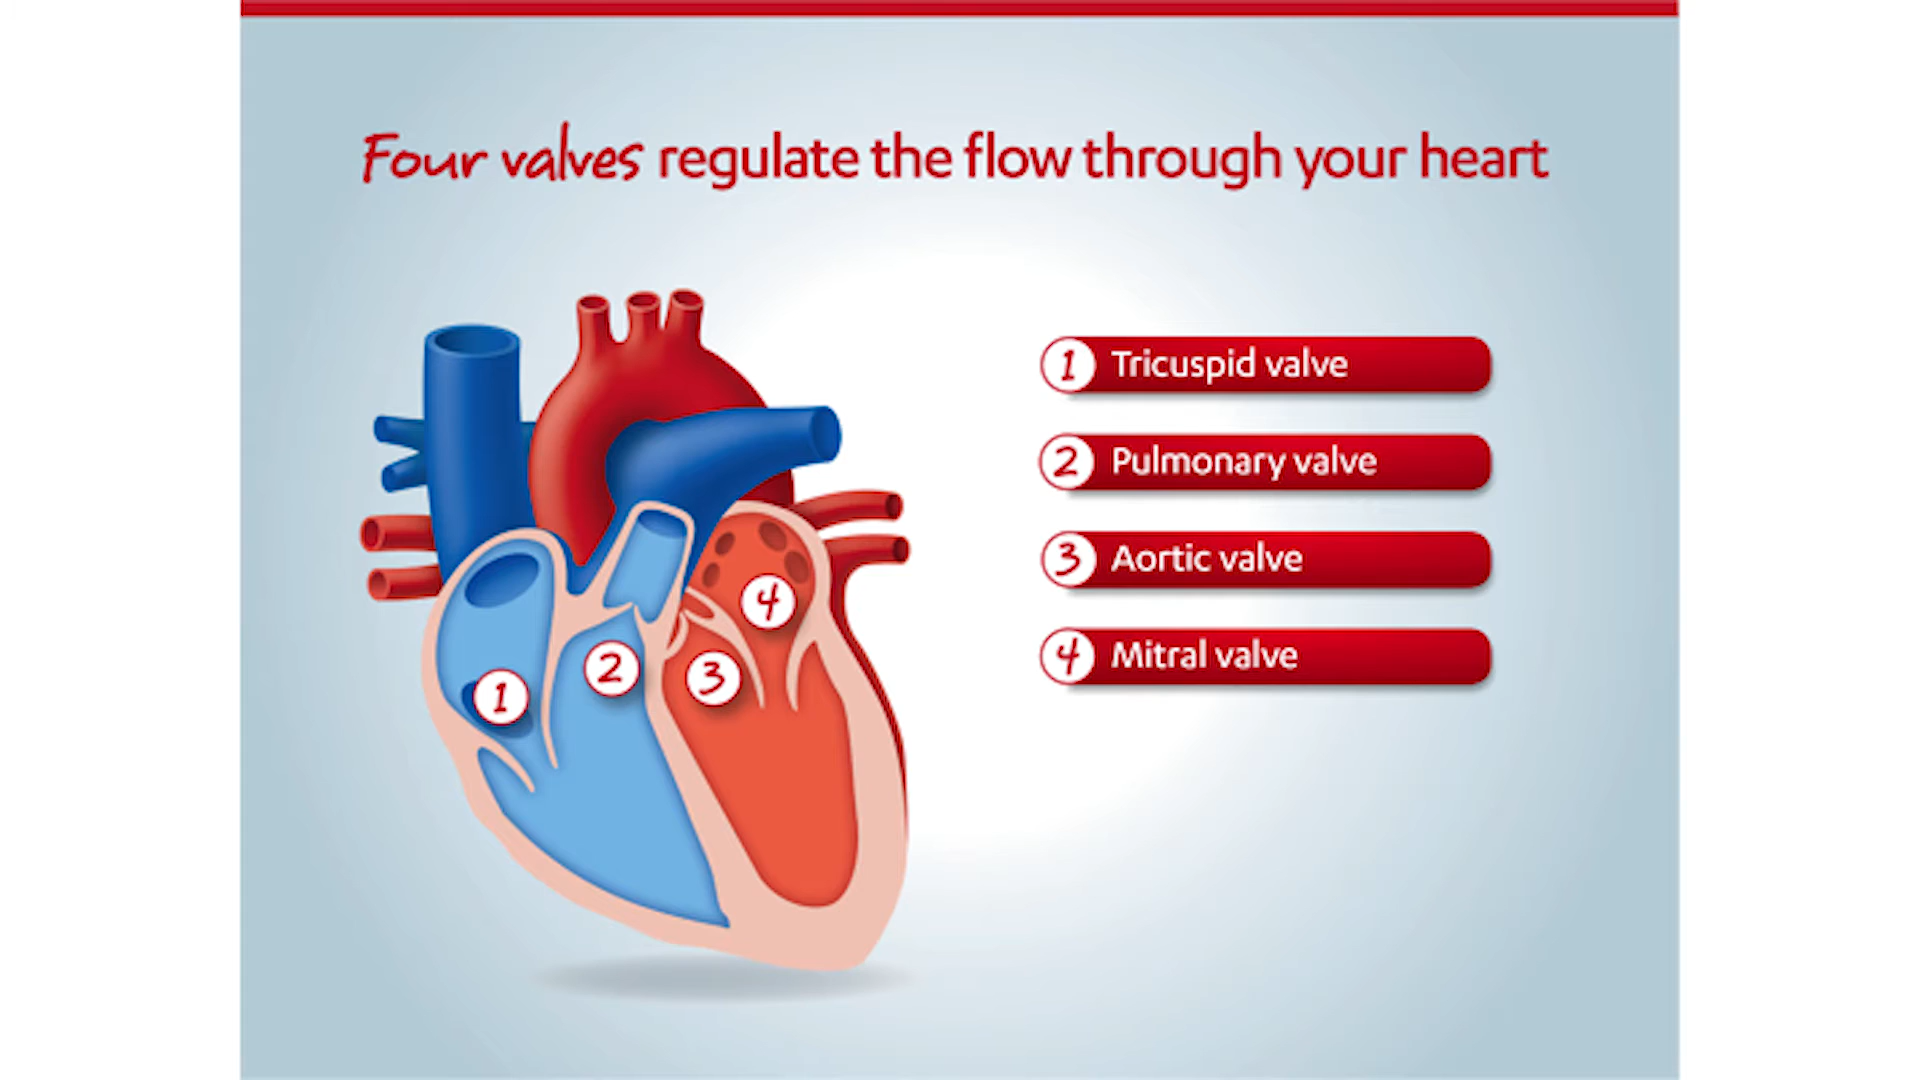 Four valves regulate the flow through your heart
1 Tricuspid valve
2 Pulmonary valve
3 Aortic valve
4 Mitral valve
4
1
2
3